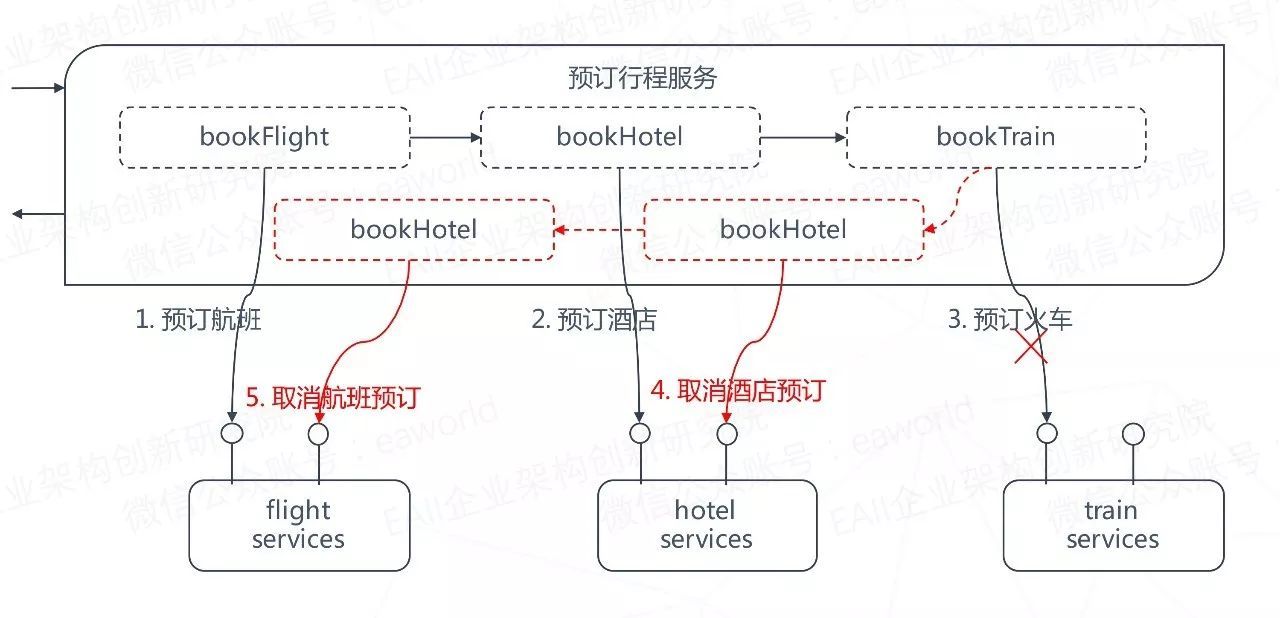 预订行程服务
bookFlight
bookHotel
bookTrain
bookHotel
bookHotel
1. 预订航班
2. 预订酒店
3. 预订火车
5. 取消航班预订
4. 取消酒店预订
flight
services
hotel
services
train
services
EAII企业架构创新研究院
微信公众账号：eaworld